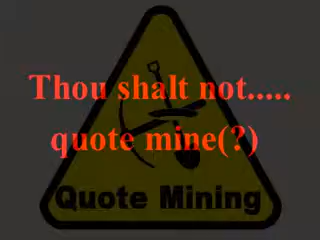 Thou shalt not.....
quote mine(?)
Quote Mining